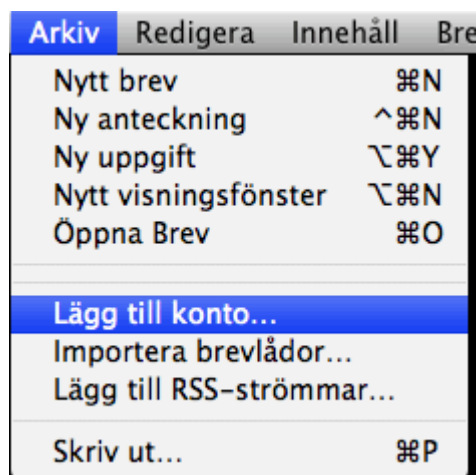 Arkiv Redigera Innehåll Bre
Nytt brev ⌘N
Ny anteckning ^⌘N
Ny uppgift ⌥⌘Y
Nytt visningsfönster ⌥⌘N
Öppna Brev ⌘O
Lägg till konto...
Importera brevlådor...
Lägg till RSS-strömmar...
Skriv ut... ⌘P